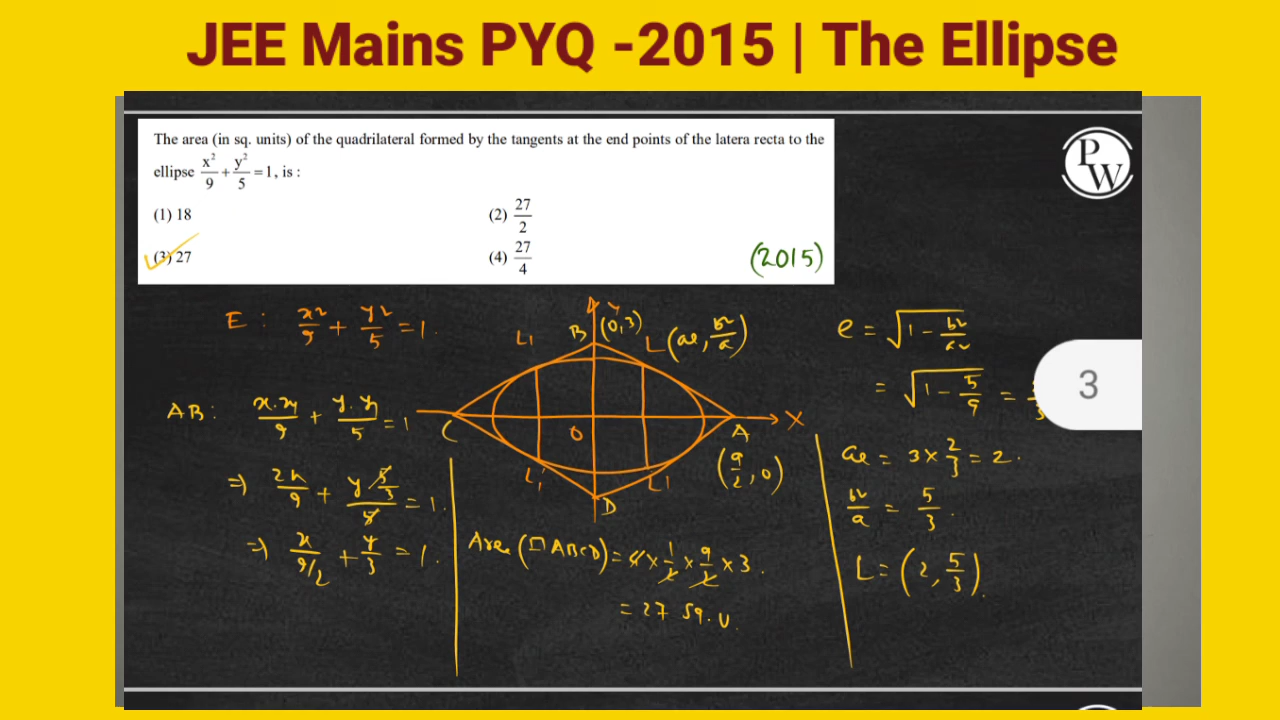 JEE Mains PYQ -2015 | The Ellipse
The area (in sq. units) of the quadrilateral formed by the tangents at the end points of the latera recta to the
ellipse x²/9 + y²/5 = 1, is :
(1) 18
(2) 27/2
(3) 27
(4) 27/4
(2015)
PW
E : x²/9 + y²/5 = 1.
AB : x.x₁/9 + y.y₁/5 = 1
⇒ 2x/9 + y 5/3 /5 = 1.
⇒ x/9/2 + y/3 = 1.
Y
B (0,3)
L₁
L (ae, b²/a)
C
O
A
X
(9/2, 0)
L₁'
L'
D
Area (□ABCD) = 4 × 1/2 × 9/2 × 3.
= 27 sq. u.
e = √1 - b²/a²
= √1 - 5/9 =
ae = 3 × 2/3 = 2.
b²/a = 5/3.
L = (2, 5/3).
3